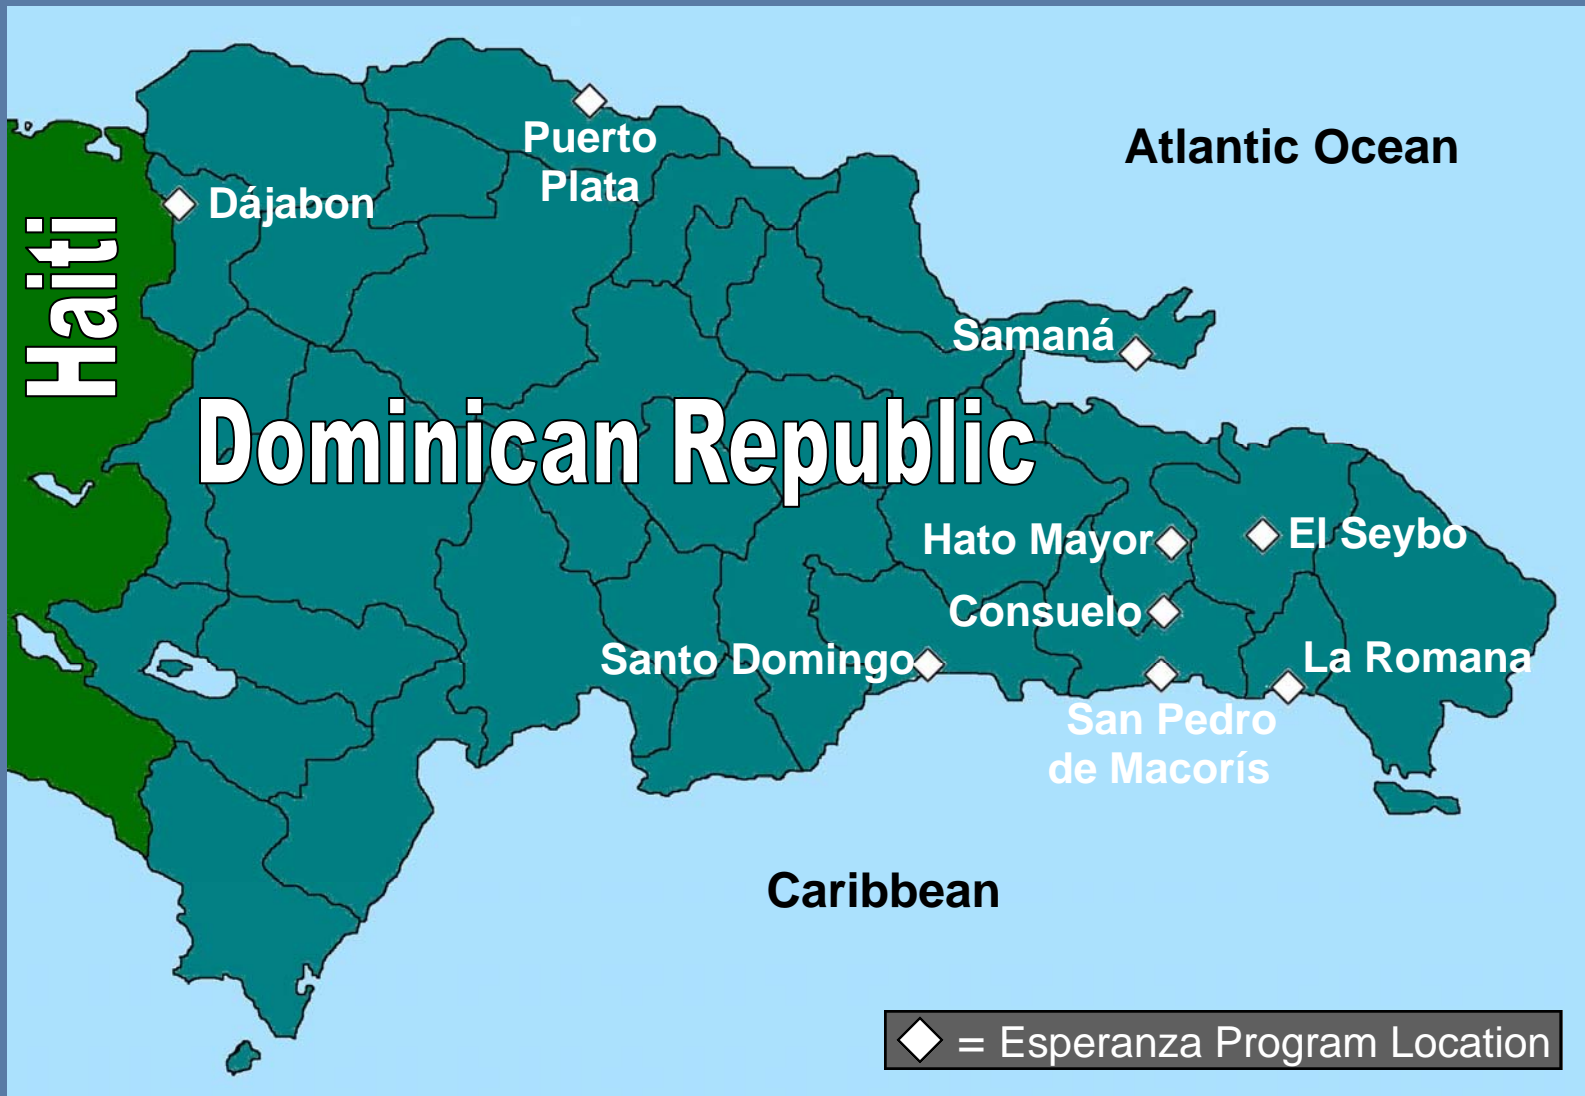 Atlantic Ocean
Puerto
Plata
Dájabon
Haiti
Samaná
Dominican Republic
Hato Mayor
El Seybo
Consuelo
Santo Domingo
La Romana
San Pedro
de Macorís
Caribbean
= Esperanza Program Location